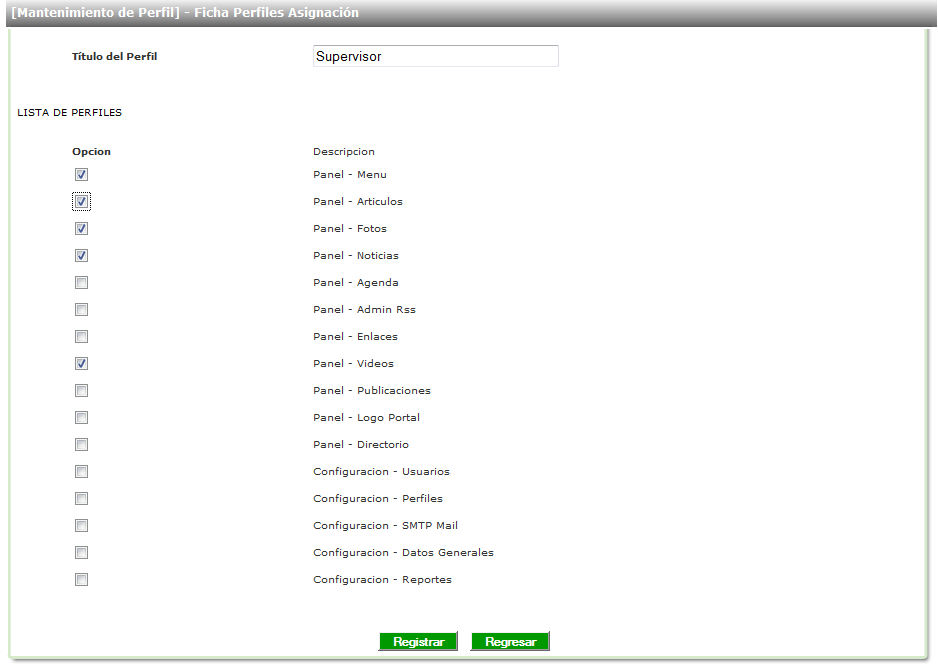 [Mantenimiento de Perfil] - Ficha Perfiles Asignación
Título del Perfil Supervisor
LISTA DE PERFILES
Opcion Descripcion
Panel - Menu
Panel - Articulos
Panel - Fotos
Panel - Noticias
Panel - Agenda
Panel - Admin Rss
Panel - Enlaces
Panel - Videos
Panel - Publicaciones
Panel - Logo Portal
Panel - Directorio
Configuracion - Usuarios
Configuracion - Perfiles
Configuracion - SMTP Mail
Configuracion - Datos Generales
Configuracion - Reportes
Registrar Regresar